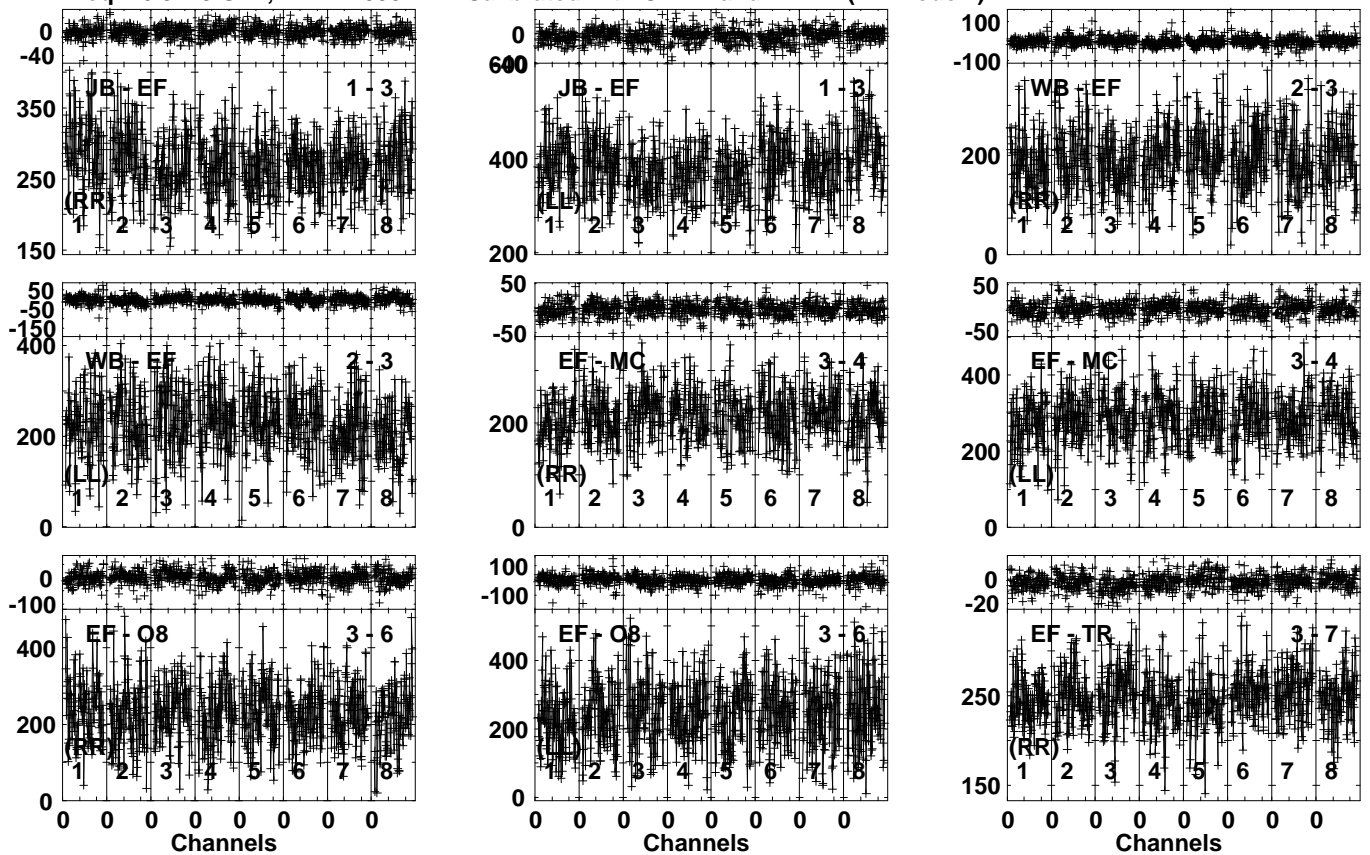 0
-40
JB - EF 1 - 3
350
250
(RR)
1 2 3 4 5 6 7 8
150
0
JB - EF 1 - 3
400
(LL)
1 2 3 4 5 6 7 8
200
100
-100
WB - EF 2 - 3
200
(RR)
1 2 3 4 5 6 7 8
0
50
-50
-150
400
WB - EF 2 - 3
200
(LL)
1 2 3 4 5 6 7 8
0
50
-50
EF - MC 3 - 4
200
(RR)
1 2 3 4 5 6 7 8
0
50
-50
400
EF - MC 3 - 4
200
(LL)
1 2 3 4 5 6 7 8
0
0
-100
400
EF - O8 3 - 6
200
(RR)
1 2 3 4 5 6 7 8
0
0 0 0 0 0 0 0 0
Channels
100
-100
EF - O8 3 - 6
400
200
(LL)
1 2 3 4 5 6 7 8
0
0 0 0 0 0 0 0 0
Channels
0
-20
EF - TR 3 - 7
250
(RR)
1 2 3 4 5 6 7 8
150
0 0 0 0 0 0 0 0
Channels